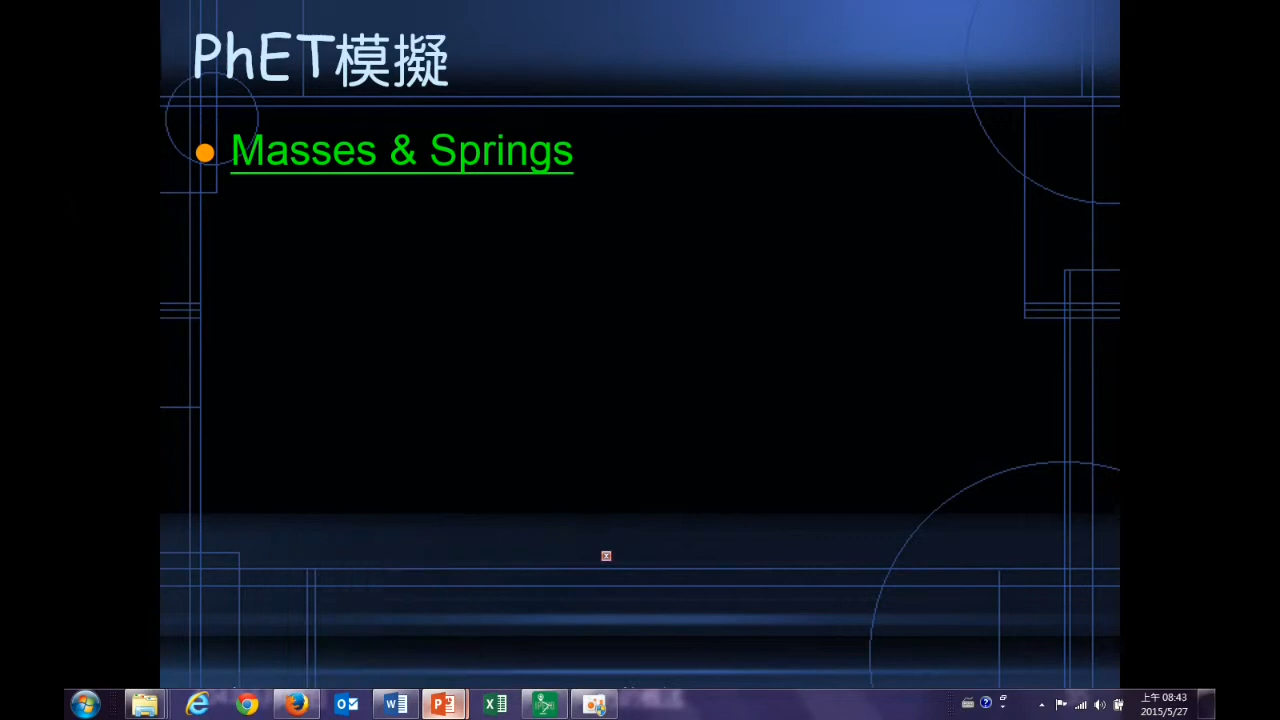 PhET模擬
Masses & Springs
上午 08:43
2015/5/27